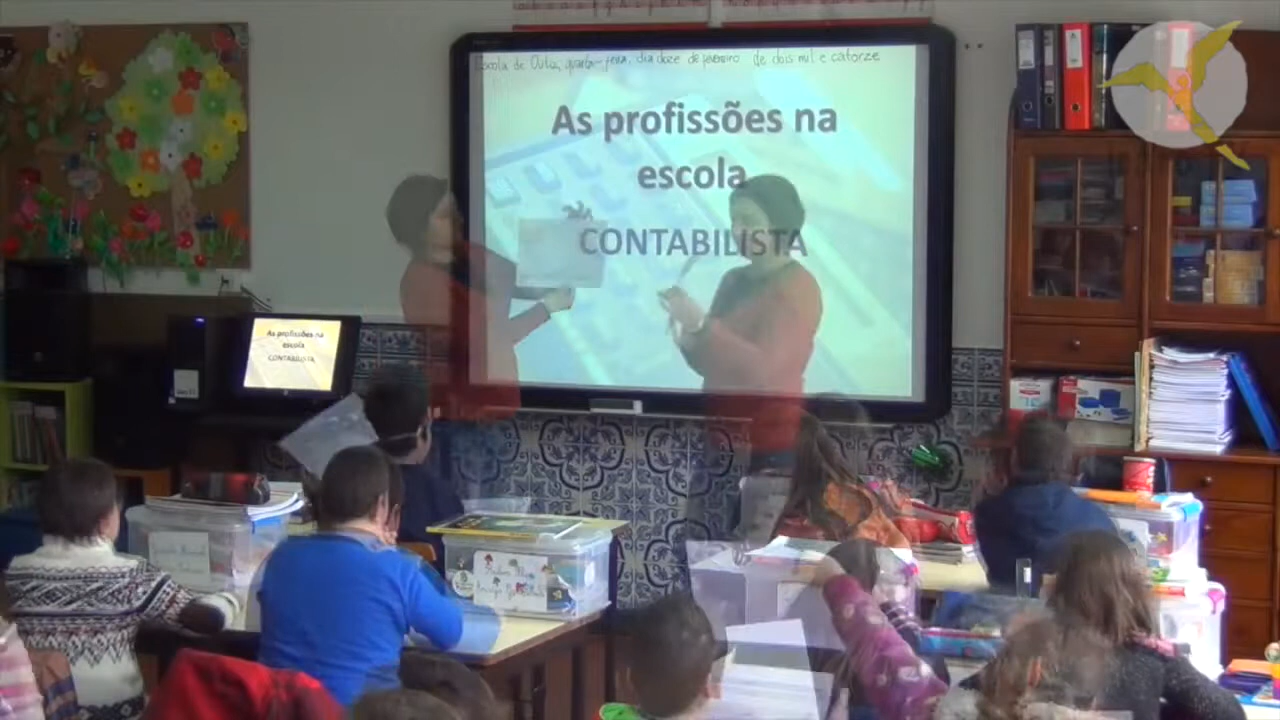 Escola de Outiz, quarta-feira, dia doze de fevereiro de dois mil e catorze
As profissões na
escola
CONTABILISTA
As profissões na
escola
CONTABILISTA